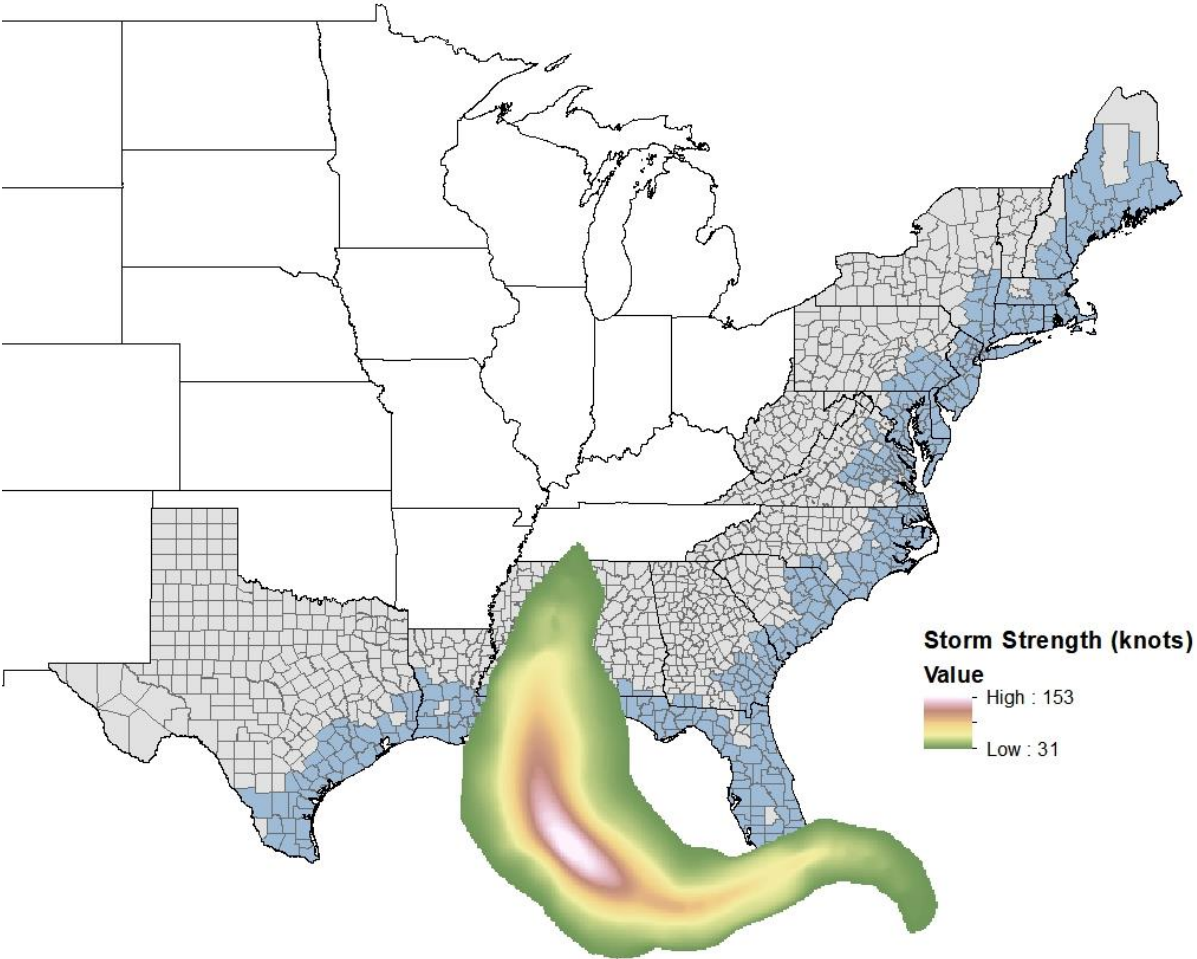 Storm Strength (knots)
Value
High : 153
Low : 31